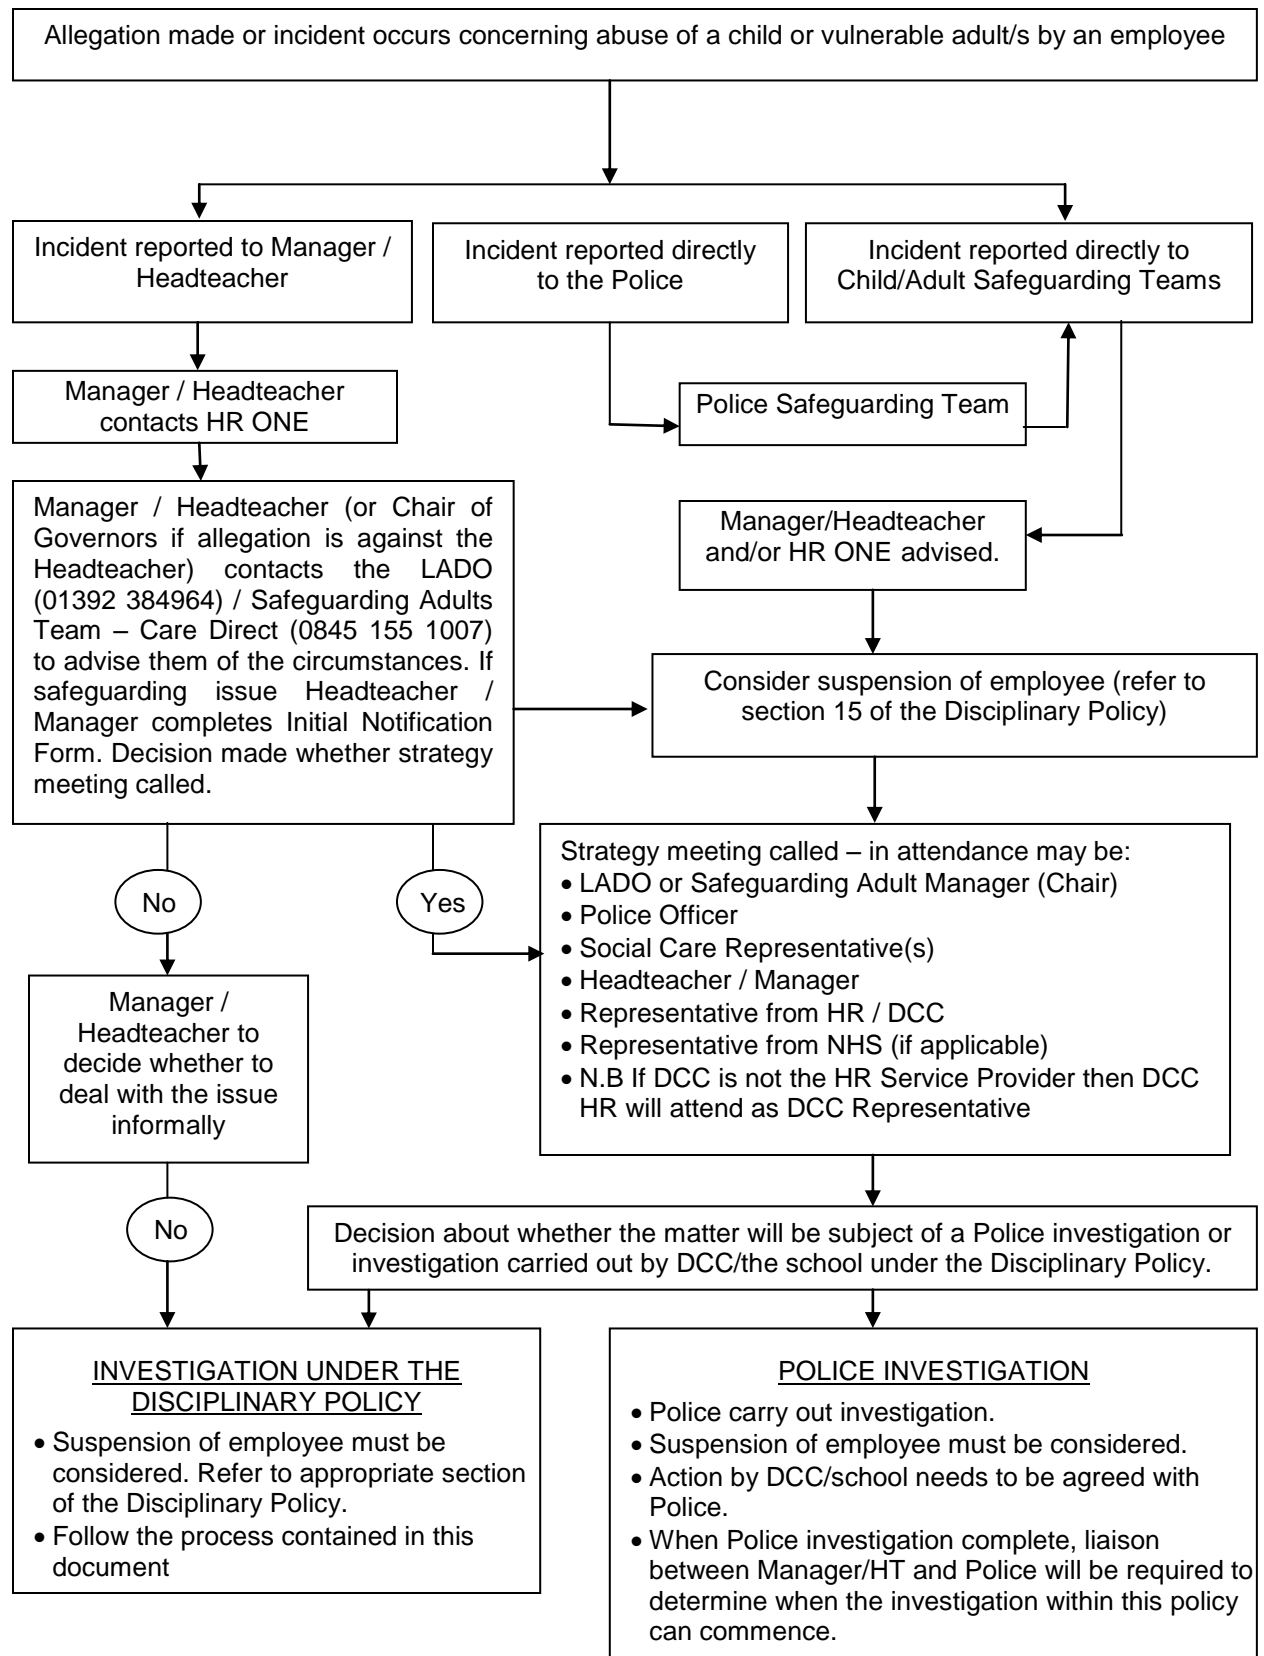 Allegation made or incident occurs concerning abuse of a child or vulnerable adult/s by an employee
Incident reported to Manager /
Headteacher
Incident reported directly
to the Police
Incident reported directly to
Child/Adult Safeguarding Teams
Manager / Headteacher
contacts HR ONE
Police Safeguarding Team
Manager / Headteacher (or Chair of
Governors if allegation is against the
Headteacher) contacts the LADO
(01392 384964) / Safeguarding Adults
Team – Care Direct (0845 155 1007)
to advise them of the circumstances. If
safeguarding issue Headteacher /
Manager completes Initial Notification
Form. Decision made whether strategy
meeting called.
Manager/Headteacher
and/or HR ONE advised.
Consider suspension of employee (refer to
section 15 of the Disciplinary Policy)
No
Yes
Strategy meeting called – in attendance may be:
• LADO or Safeguarding Adult Manager (Chair)
• Police Officer
• Social Care Representative(s)
• Headteacher / Manager
• Representative from HR / DCC
• Representative from NHS (if applicable)
• N.B If DCC is not the HR Service Provider then DCC
HR will attend as DCC Representative
Manager /
Headteacher to
decide whether to
deal with the issue
informally
No
Decision about whether the matter will be subject of a Police investigation or
investigation carried out by DCC/the school under the Disciplinary Policy.
INVESTIGATION UNDER THE
DISCIPLINARY POLICY
• Suspension of employee must be
considered. Refer to appropriate section
of the Disciplinary Policy.
• Follow the process contained in this
document
POLICE INVESTIGATION
• Police carry out investigation.
• Suspension of employee must be considered.
• Action by DCC/school needs to be agreed with
Police.
• When Police investigation complete, liaison
between Manager/HT and Police will be required to
determine when the investigation within this policy
can commence.